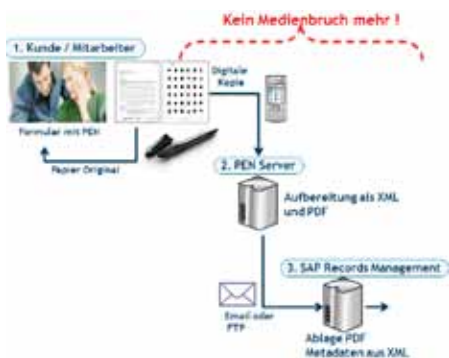 Kein Medienbruch mehr !
1. Kunde / Mitarbeiter
Digitale
Kopie
Formular mit PEN
Papier Original
2. PEN Server
Aufbereitung als XML
und PDF
3. SAP Records Management
Email oder
FTP
Ablage PDF
Metadaten aus XML